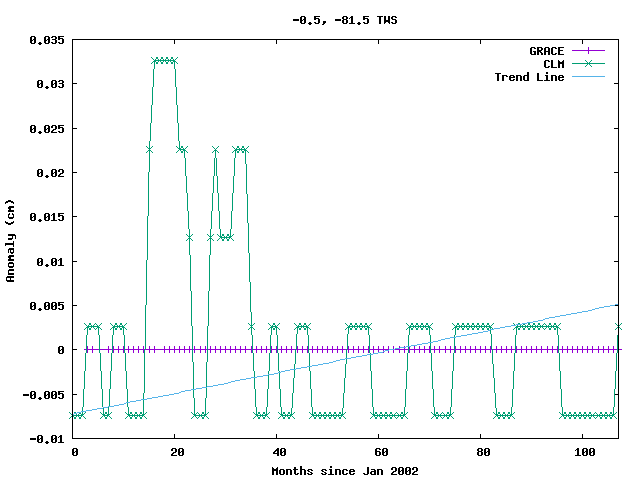 -0.5, -81.5 TWS
GRACE
CLM
Trend Line
0.035
0.03
0.025
0.02
0.015
0.01
0.005
0
-0.005
-0.01
Anomaly (cm)
0 20 40 60 80 100
Months since Jan 2002